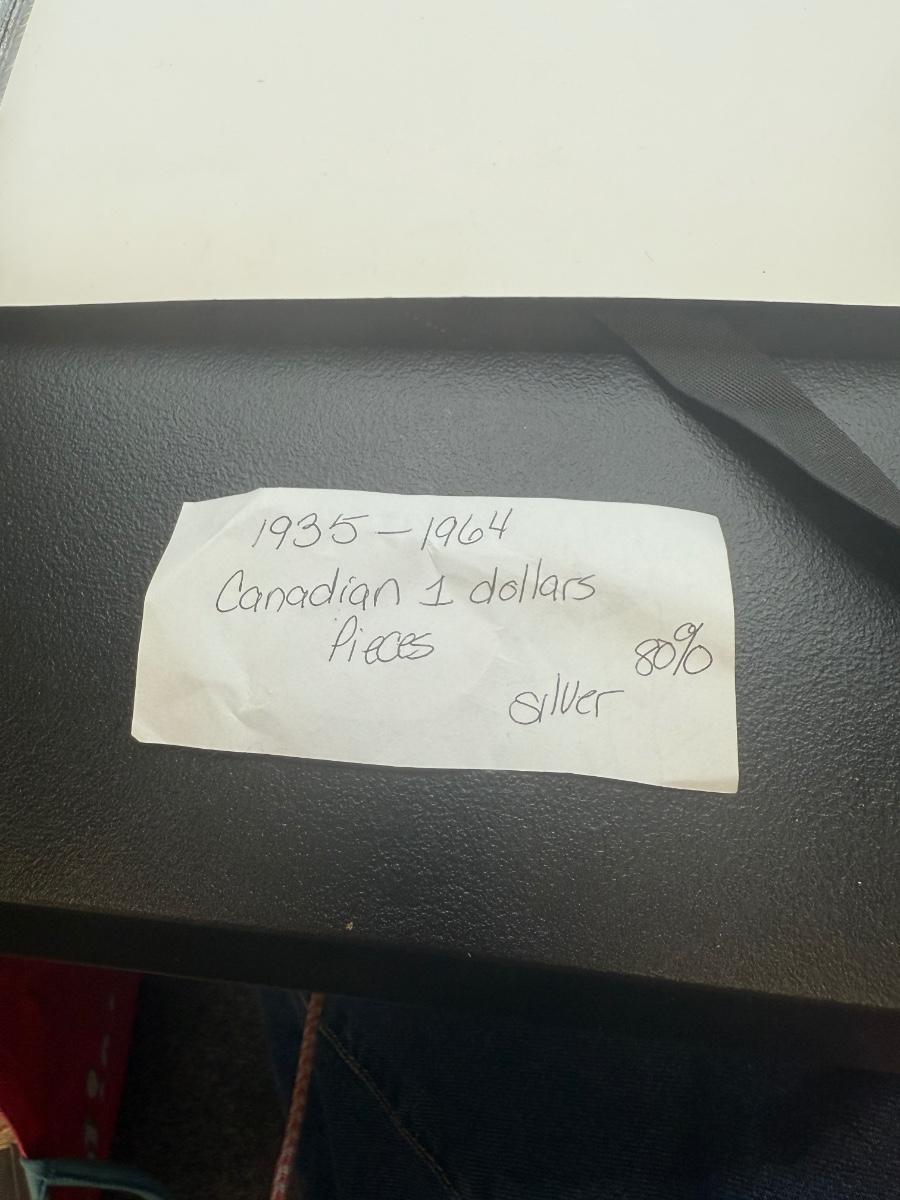 1935 - 1964
Canadian 1 dollars
Pieces
80%
silver